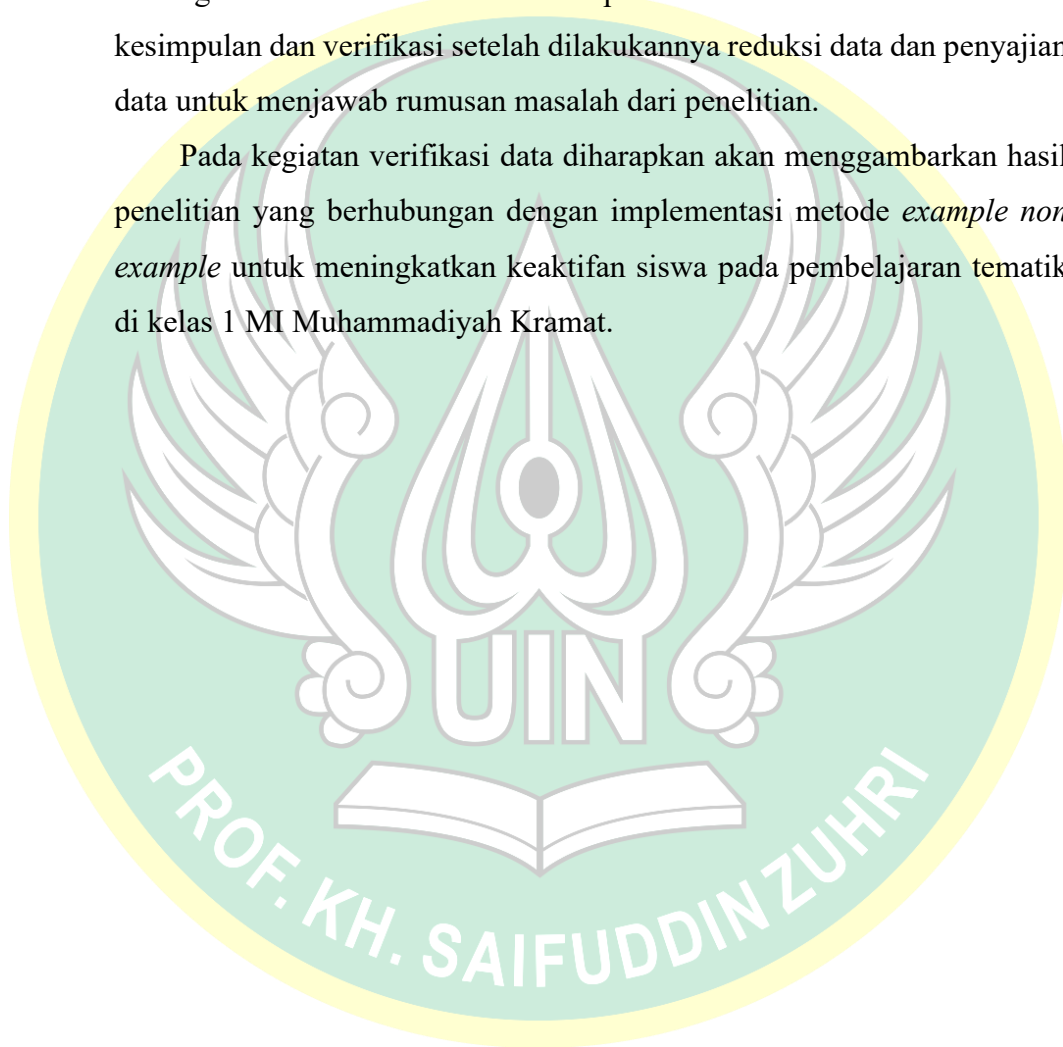 kesimpulan dan verifikasi setelah dilakukannya reduksi data dan penyajian
data untuk menjawab rumusan masalah dari penelitian.
Pada kegiatan verifikasi data diharapkan akan menggambarkan hasil
penelitian yang berhubungan dengan implementasi metode example non
example untuk meningkatkan keaktifan siswa pada pembelajaran tematik
di kelas 1 MI Muhammadiyah Kramat.
UIN
PROF. KH. SAIFUDDIN ZUHRI